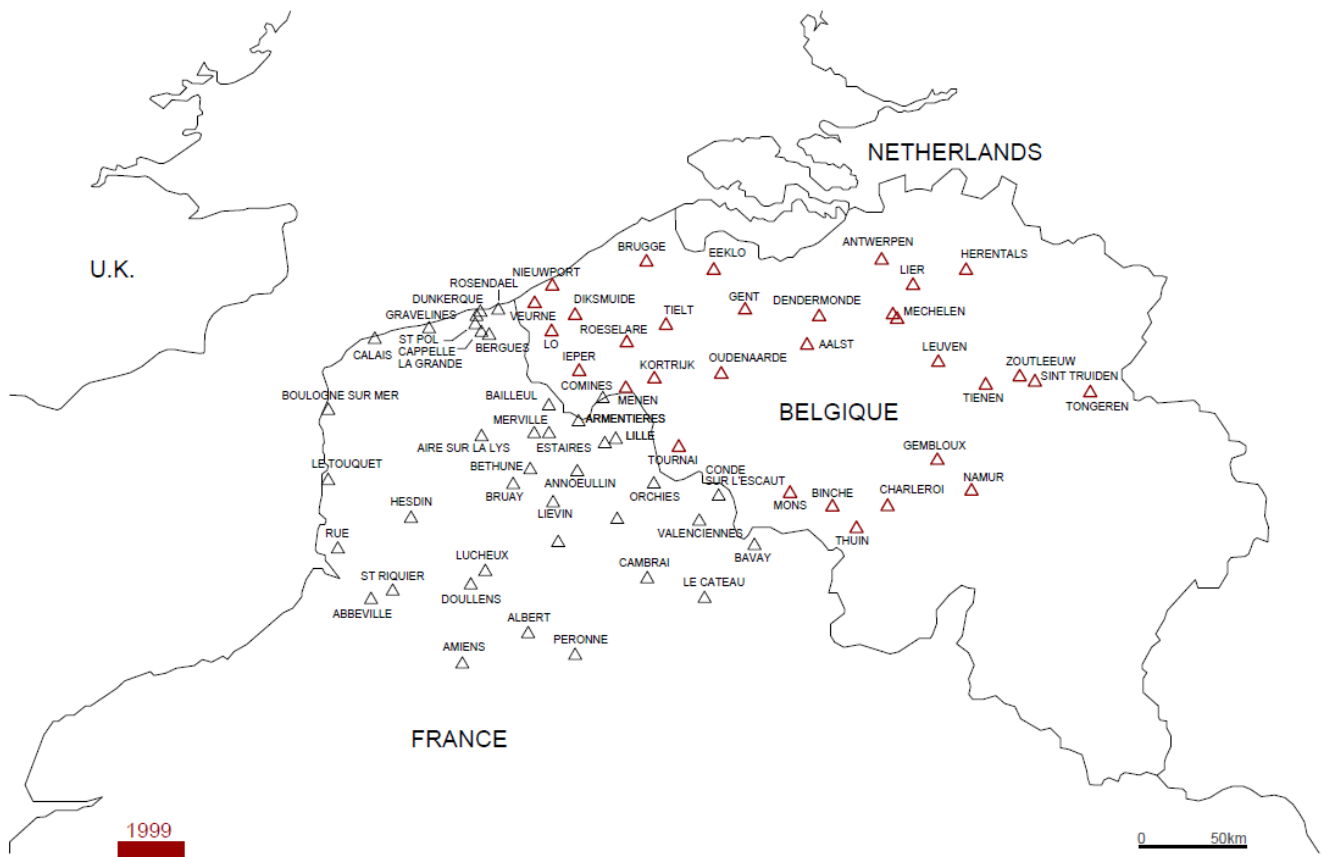 NETHERLANDS
U.K.
BRUGGE
EEKLO
ANTWERPEN
HERENTALS
NIEUWPORT
ROSENDAEL
LIER
DUNKERQUE
GRAVELINES
VEURNE
DIKSMUIDE
TIELT
GENT
DENDERMONDE
MECHELEN
ST POL
CAPPELLE
LA GRANDE
BERGUES
LO
ROESELARE
CALAIS
AALST
LEUVEN
ZOUTLEEUW
SINT TRUIDEN
IEPER
KORTRIJK
OUDENAARDE
TIENEN
TONGEREN
COMINES
MENEN
BOULOGNE SUR MER
BAILLEUL
BELGIQUE
MERVILLE
ARMENTIERES
AIRE SUR LA LYS
ESTAIRES
LILLE
TOURNAI
GEMBLOUX
LE TOUQUET
BETHUNE
BRUAY
ANNOEULLIN
ORCHIES
CONDE
SUR L'ESCAUT
MONS
BINCHE
CHARLEROI
NAMUR
HESDIN
LIEVIN
VALENCIENNES
THUIN
RUE
BAVAY
LUCHEUX
CAMBRAI
ST RIQUIER
DOULLENS
LE CATEAU
ABBEVILLE
ALBERT
AMIENS
PERONNE
FRANCE
1999
0 50km